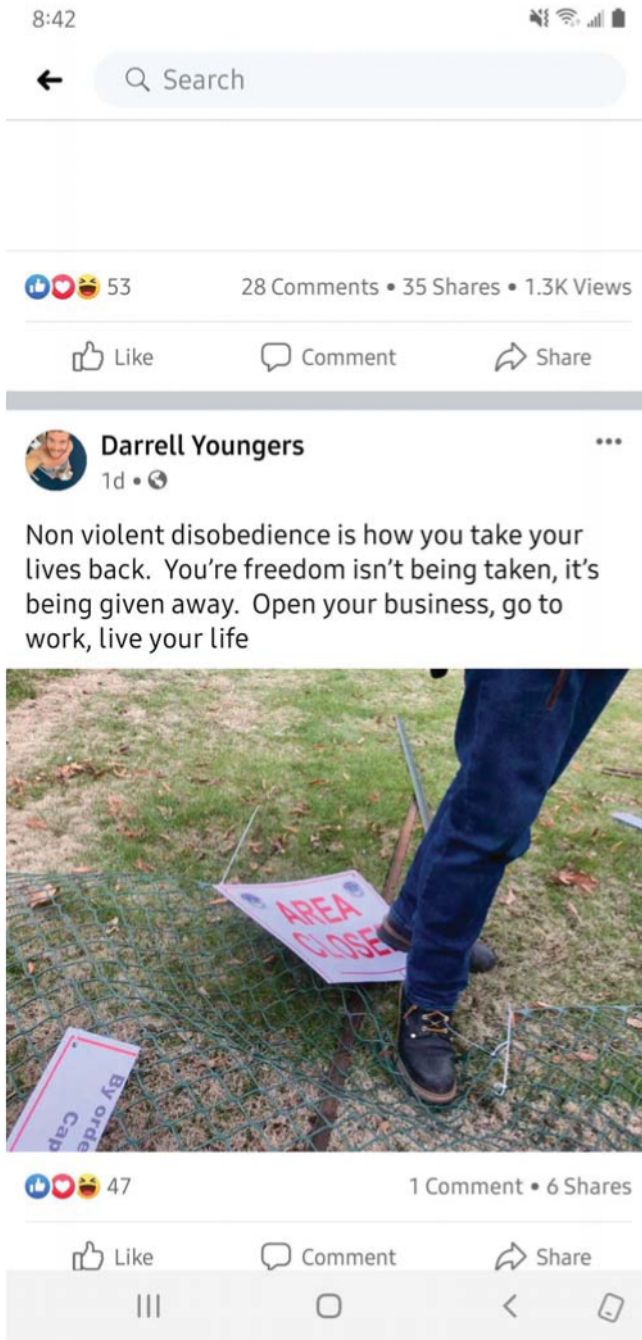 8:42
Search
53 28 Comments • 35 Shares • 1.3K Views
Like Comment Share
Darrell Youngers
1d •
Non violent disobedience is how you take your
lives back. You're freedom isn't being taken, it's
being given away. Open your business, go to
work, live your life
AREA
CLOSE
By orde
Cap
47 1 Comment • 6 Shares
Like Comment Share